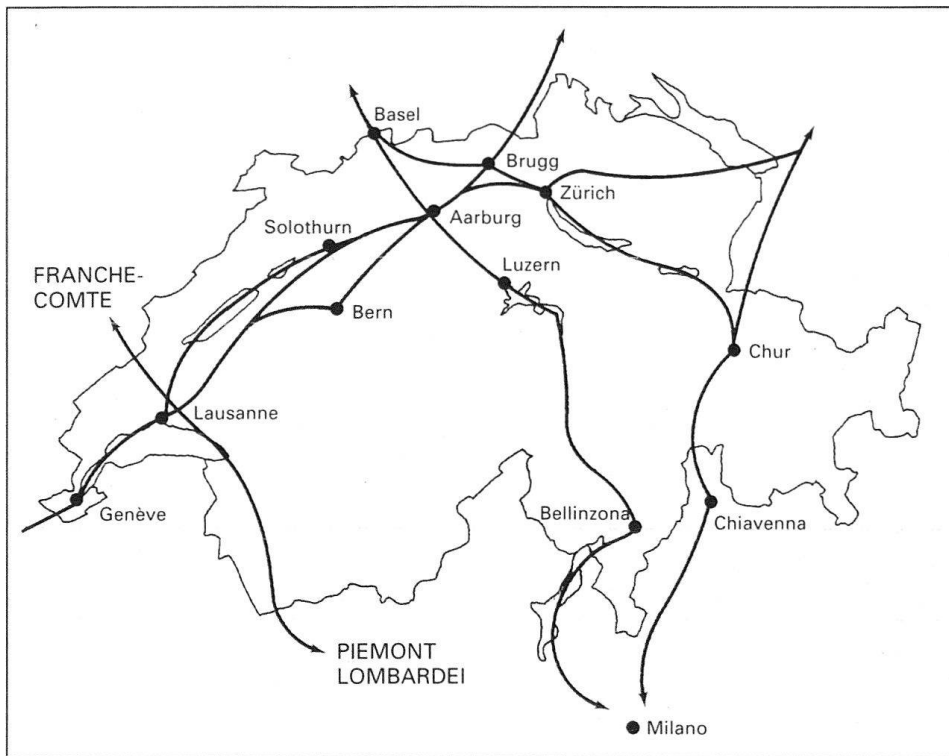 Basel
Brugg
Zürich
Aarburg
Solothurn
FRANCHE-
COMTE
Luzern
Bern
Chur
Lausanne
Genève
Bellinzona
Chiavenna
PIEMONT
LOMBARDEI
Milano